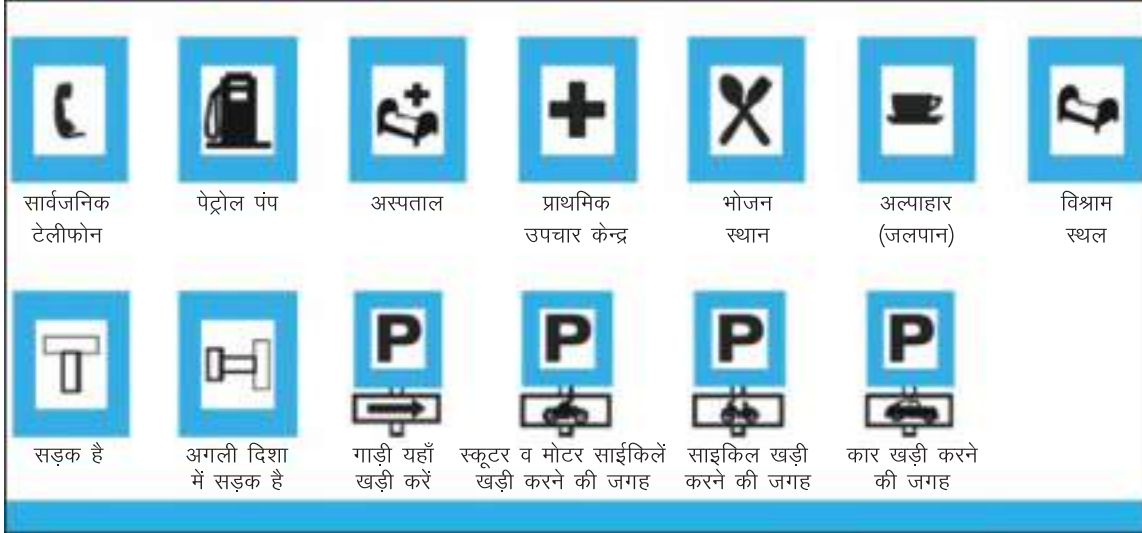 सार्वजनिक
टेलीफोन
पेट्रोल पंप
अस्पताल
प्राथमिक
उपचार केन्द्र
भोजन
स्थान
अल्पाहार
(जलपान)
विश्राम
स्थल
सड़क है
अगली दिशा
में सड़क है
P
गाड़ी यहाँ
खड़ी करें
P
स्कूटर व मोटर साईकिलें
खड़ी करने की जगह
P
साइकिल खड़ी
करने की जगह
P
कार खड़ी करने
की जगह